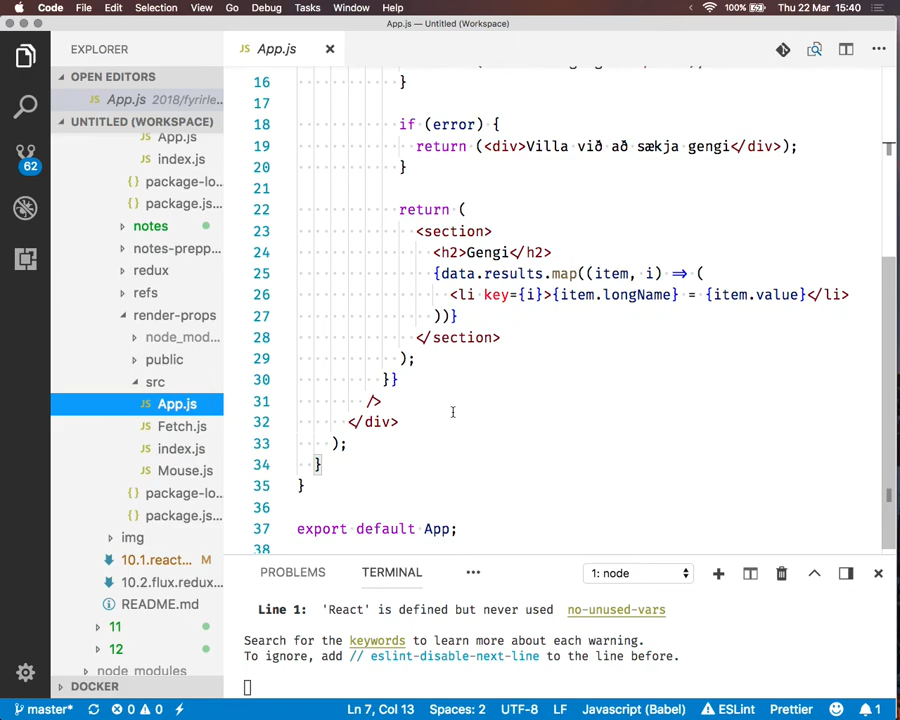 Code File Edit Selection View Go Debug Tasks Window Help 100% Thu 22 Mar 15:40
App.js — Untitled (Workspace)
EXPLORER
OPEN EDITORS
JS App.js 2018/fyrirle...
UNTITLED (WORKSPACE)
JS App.js
JS index.js
{} package-lo...
{} package.js...
notes
notes-prepp...
redux
refs
render-props
node_mod...
public
src
JS App.js
JS Fetch.js
JS index.js
JS Mouse.js
{} package-lo...
{} package.js...
img
10.1.react... M
10.2.flux.redux...
README.md
11
12
node_modules
DOCKER
62
JS App.js ×
16 }
17
18 if (error) {
19 return (<div>Villa við að sækja gengi</div>);
20 }
21
22 return (
23 <section>
24 <h2>Gengi</h2>
25 {data.results.map((item, i) => (
26 <li key={i}>{item.longName} = {item.value}</li>
27 ))}
28 </section>
29 );
30 }}
31 />
32 </div>
33 );
34 }
35 }
36
37 export default App;
38
PROBLEMS TERMINAL ••• 1: node
Line 1: 'React' is defined but never used no-unused-vars
Search for the keywords to learn more about each warning.
To ignore, add // eslint-disable-next-line to the line before.
master* 0 0 Ln 7, Col 13 Spaces: 2 UTF-8 LF Javascript (Babel) ESLint Prettier 1